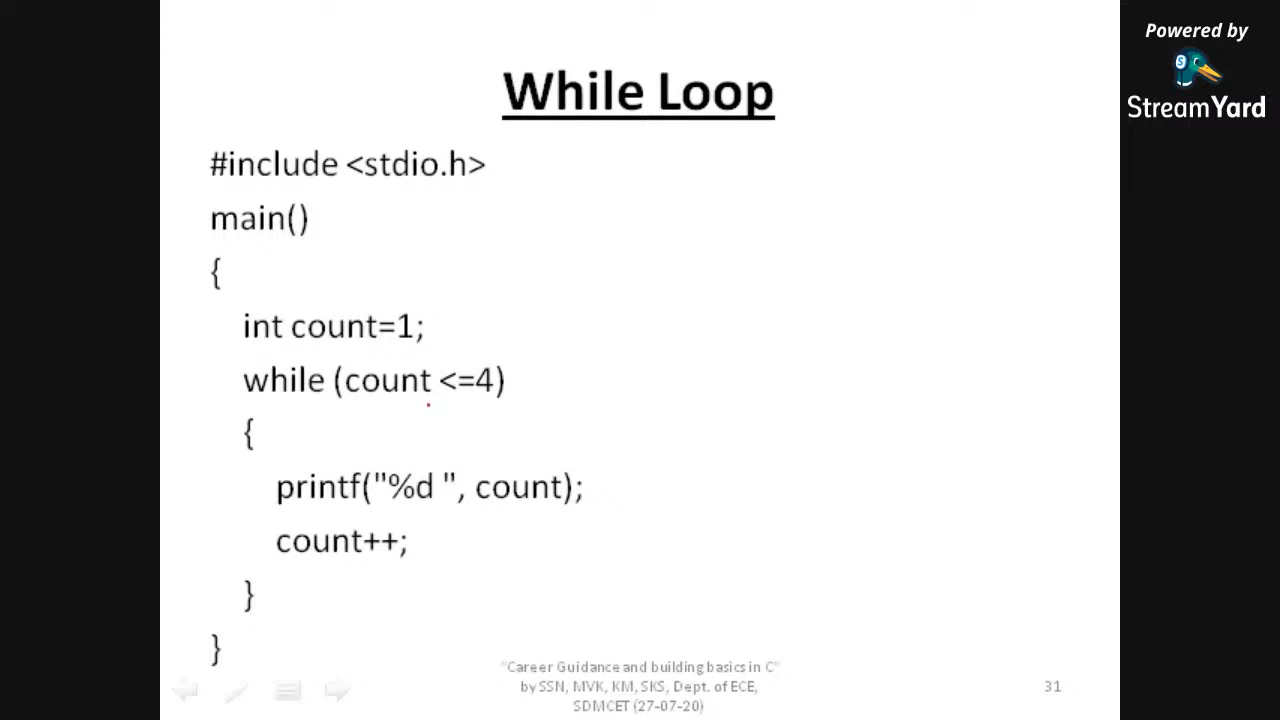 Powered by
StreamYard
While Loop
#include <stdio.h>
main()
{
int count=1;
while (count <=4)
{
printf("%d ", count);
count++;
}
}
"Career Guidance and building basics in C"
by SSN, MVK, KM, SKS, Dept. of ECE,
SDMCET (27-07-20)
31